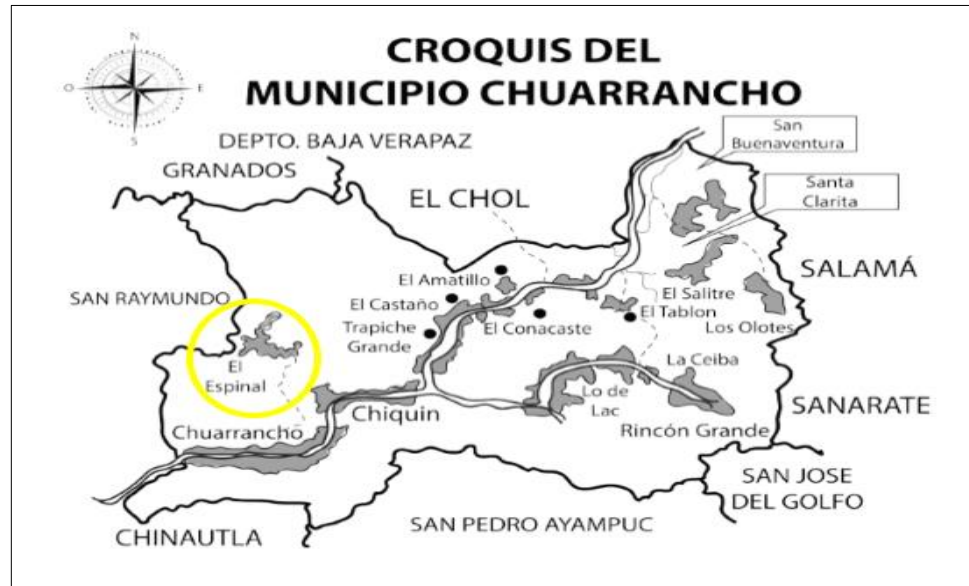 CROQUIS DEL
MUNICIPIO CHUARRANCHO
N
O
E
S
San
Buenaventura
DEPTO. BAJA VERAPAZ
GRANADOS
EL CHOL
Santa
Clarita
SALAMÁ
SAN RAYMUNDO
El Amatillo
El Castaño
El Salitre
El Tablon
Trapiche
Grande
El Conacaste
Los Olotes
El
Espinal
La Ceiba
Lo de
Lac
Chiquin
SANARATE
Chuarrancho
Rincón Grande
SAN JOSE
DEL GOLFO
SAN PEDRO AYAMPUC
CHINAUTLA